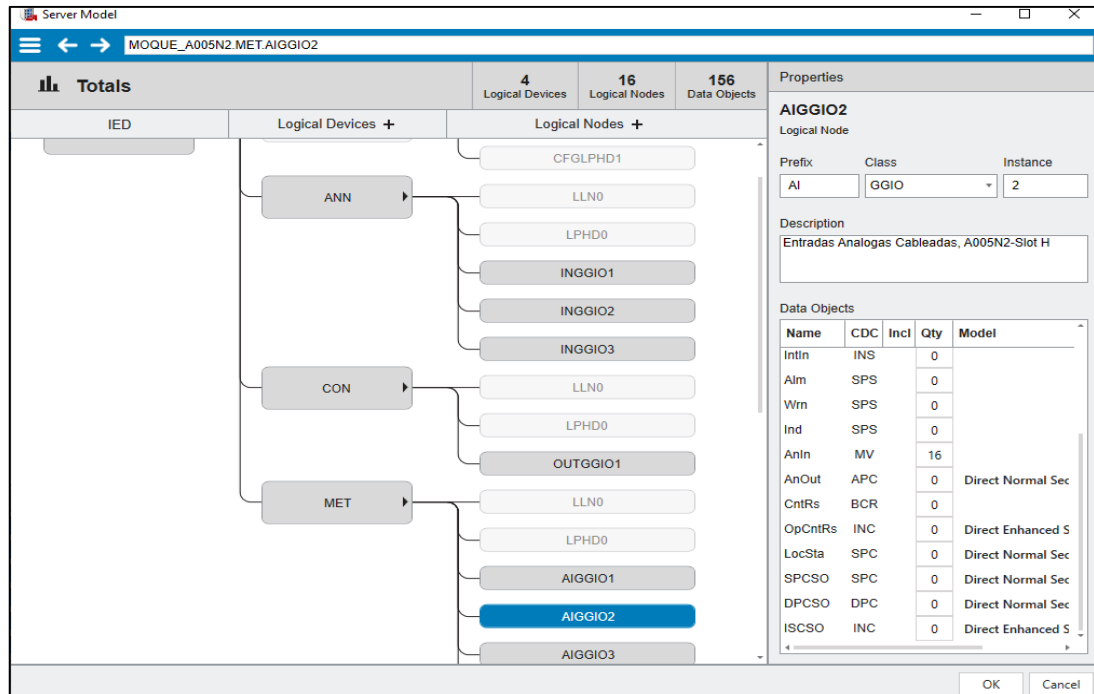 Server Model
MOQUE_A005N2.MET.AIGGIO2
Totals
4
Logical Devices
16
Logical Nodes
156
Data Objects
IED
Logical Devices +
Logical Nodes +
CFGLPHD1
ANN
LLN0
LPHD0
INGGIO1
INGGIO2
INGGIO3
CON
LLN0
LPHD0
OUTGGIO1
MET
LLN0
LPHD0
AIGGIO1
AIGGIO2
AIGGIO3
Properties
AIGGIO2
Logical Node
Prefix Class Instance
AI GGIO 2
Description
Entradas Analogas Cableadas, A005N2-Slot H
Data Objects
Name CDC Incl Qty Model
IntIn INS 0
Alm SPS 0
Wrn SPS 0
Ind SPS 0
AnIn MV 16
AnOut APC 0 Direct Normal Sec
CntRs BCR 0
OpCntRs INC 0 Direct Enhanced S
LocSta SPC 0 Direct Normal Sec
SPCSO SPC 0 Direct Normal Sec
DPCSO DPC 0 Direct Normal Sec
ISCSO INC 0 Direct Enhanced S
OK Cancel